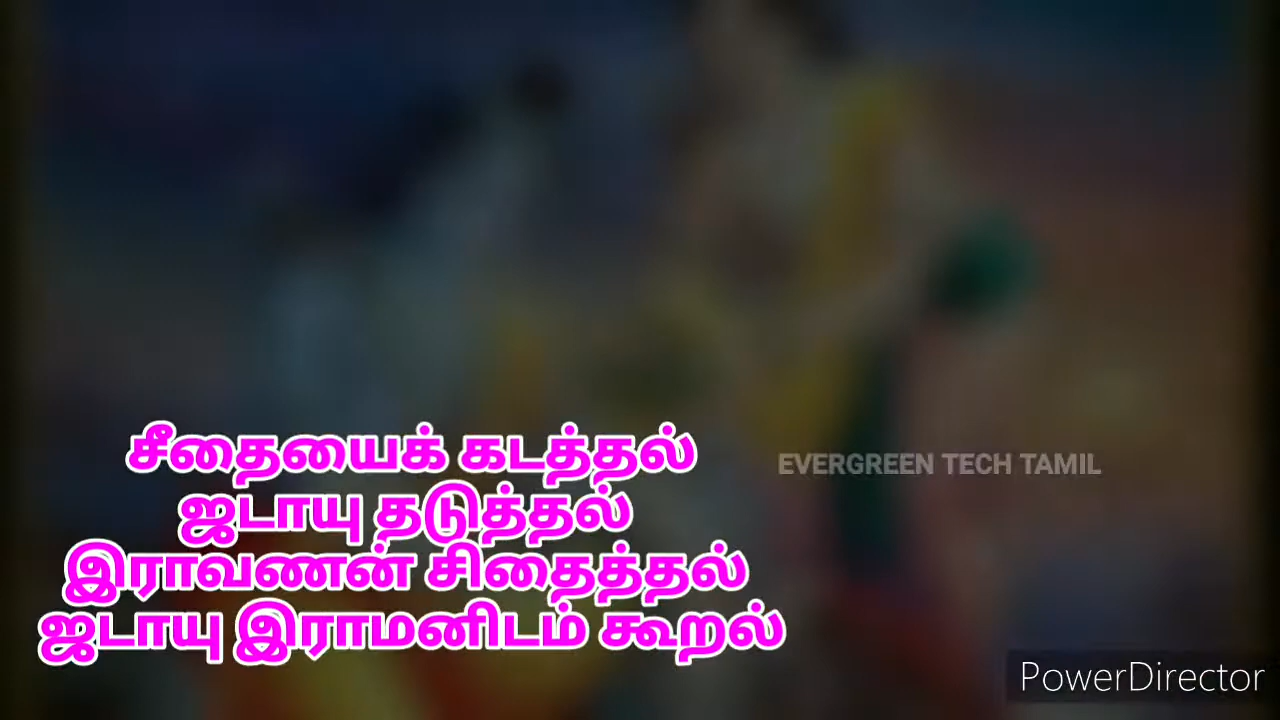 சீதையைக் கடத்தல்
ஜடாயு தடுத்தல்
இராவணன் சிதைத்தல்
ஜடாயு இராமனிடம் கூறல்
EVERGREEN TECH TAMIL
PowerDirector